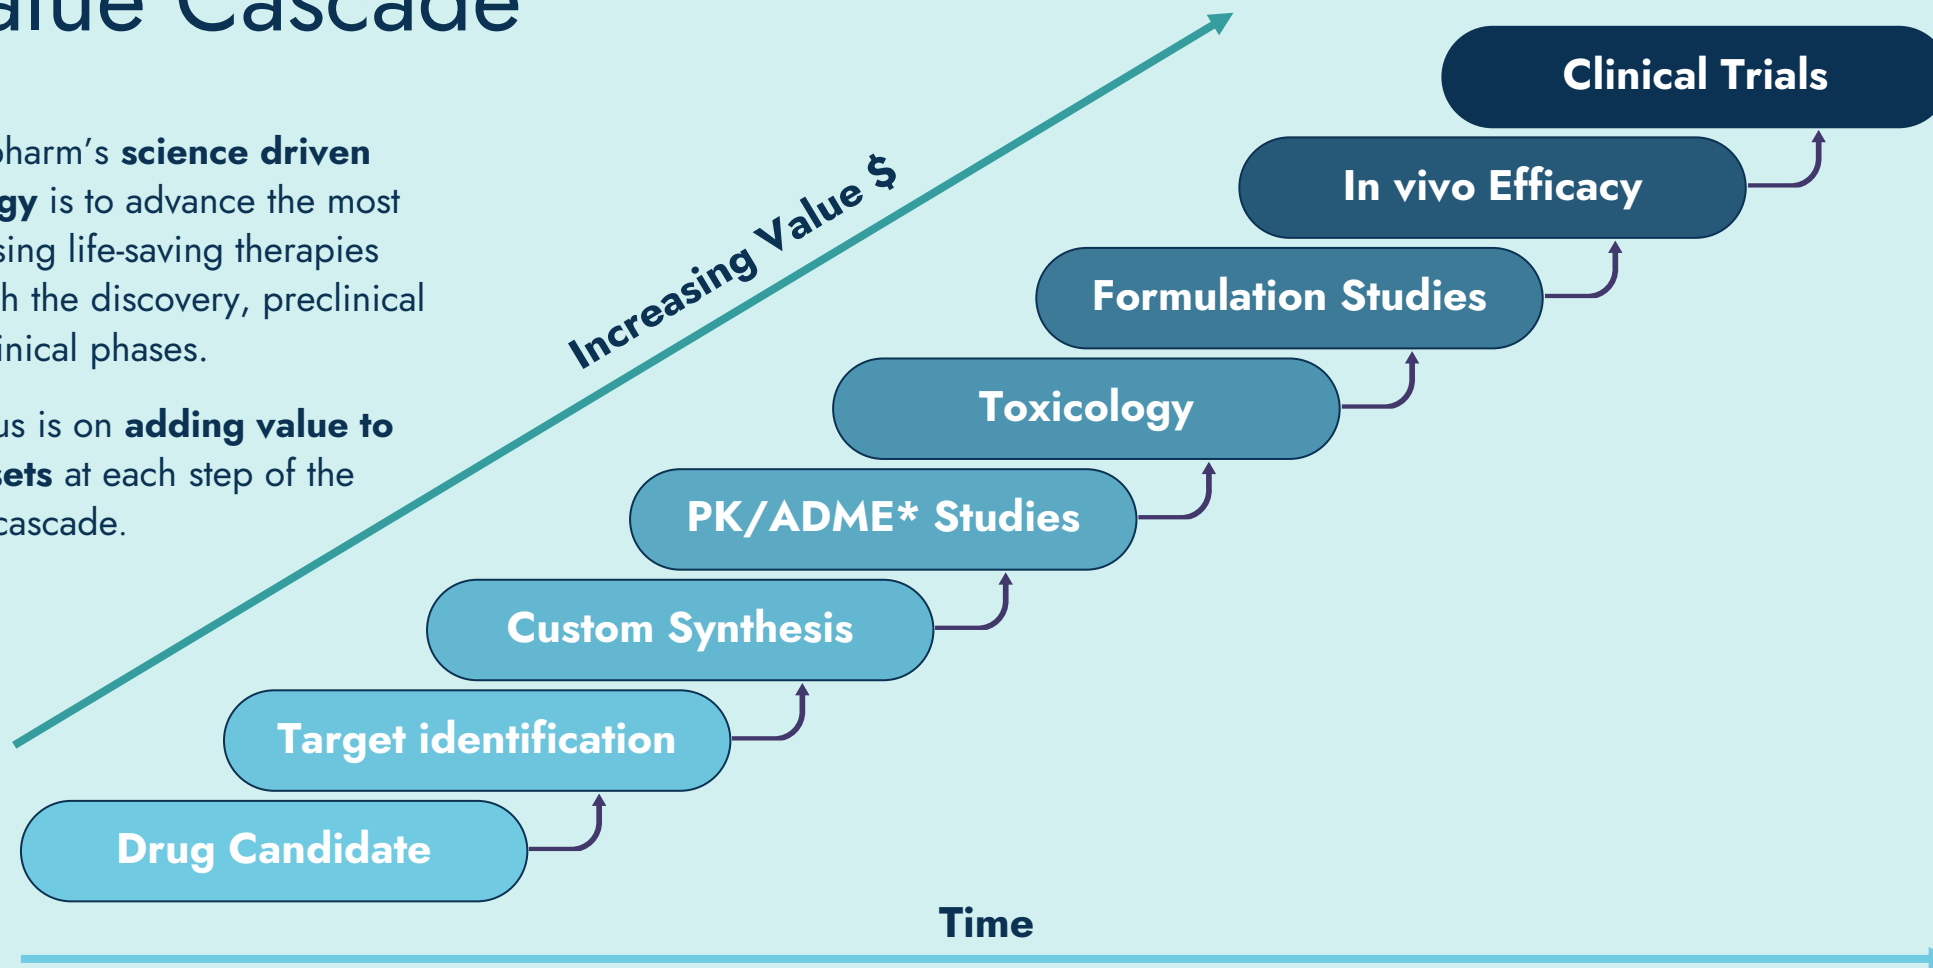 alue Cascade
pharm's science driven
gy is to advance the most
sing life-saving therapies
h the discovery, preclinical
inical phases.
us is on adding value to
sets at each step of the
cascade.
Increasing Value $
Clinical Trials
In vivo Efficacy
Formulation Studies
Toxicology
PK/ADME* Studies
Custom Synthesis
Target identification
Drug Candidate
Time